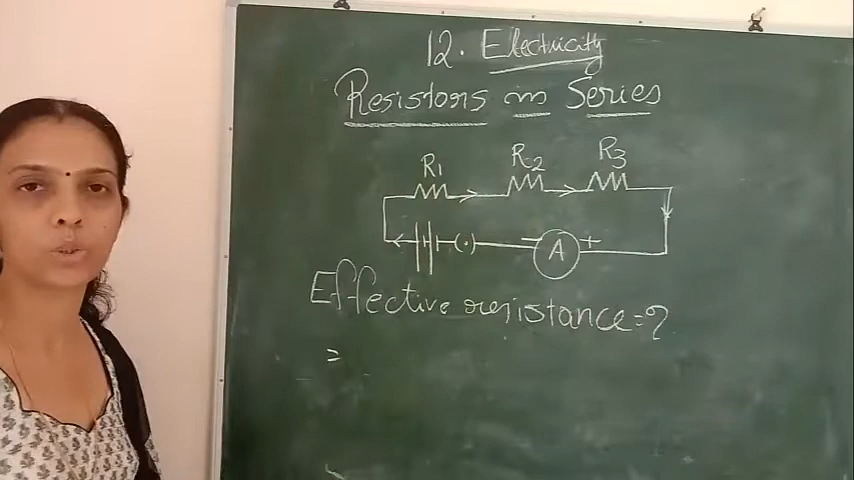 12. Electricity
Resistors in Series
R1 R2 R3
A
Effective resistance=?
=